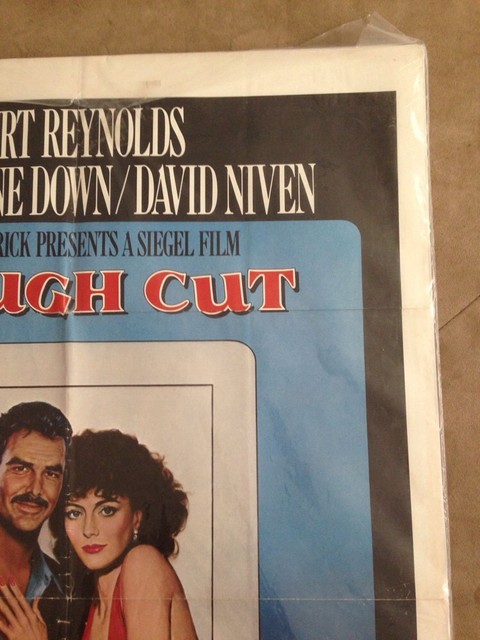 RT REYNOLDS
NE DOWN/DAVID NIVEN
RICK PRESENTS A SIEGEL FILM
UGH CUT